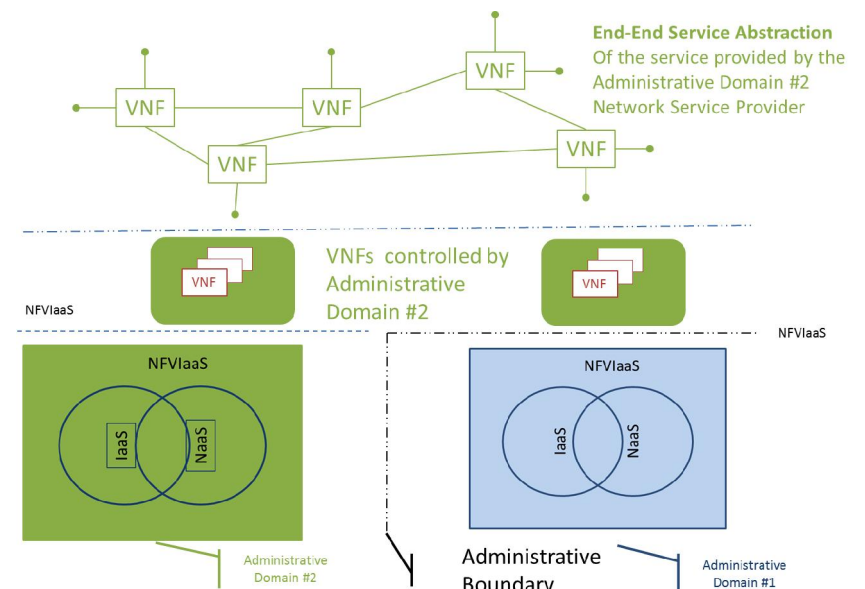 End-End Service Abstraction
Of the service provided by the
Administrative Domain #2
Network Service Provider
VNF
VNF
VNF
VNF
VNF
VNFs controlled by
Administrative
Domain #2
VNF
VNF
NFVIaaS
NFVIaaS
NFVIaaS
IaaS
NaaS
NFVIaaS
IaaS
NaaS
Administrative
Domain #2
Administrative
Boundary
Administrative
Domain #1